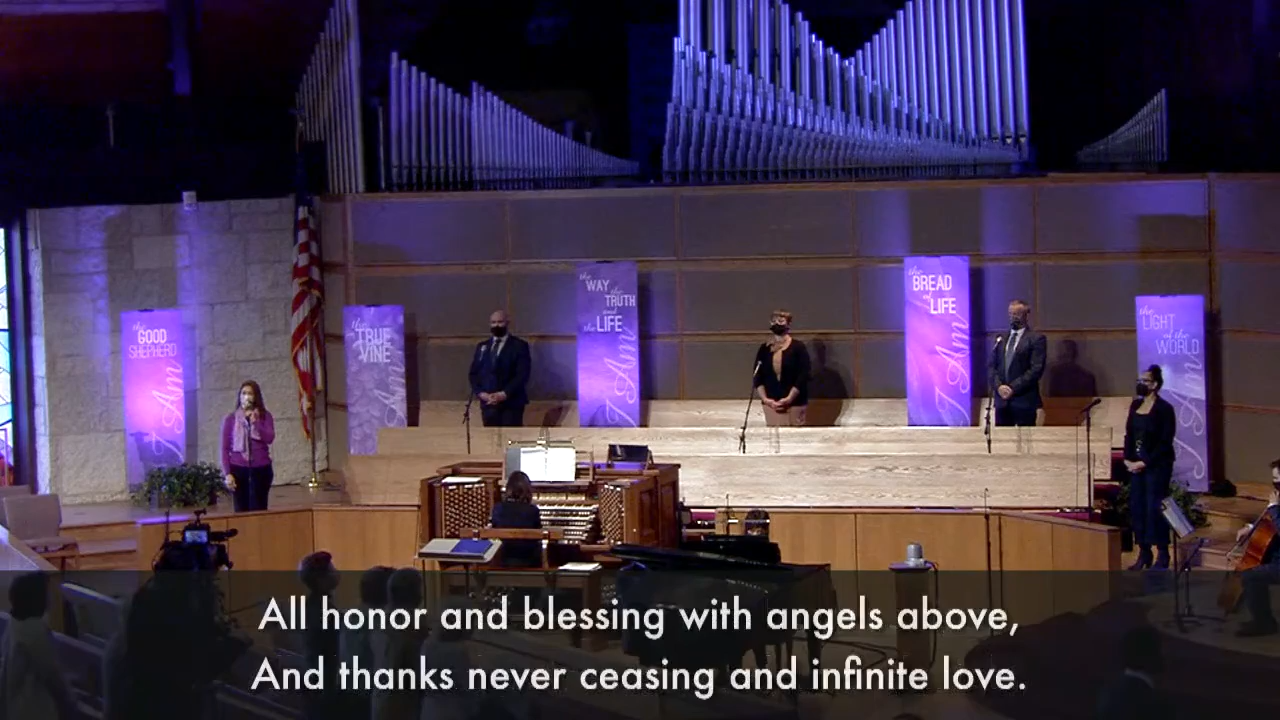 the
GOOD
SHEPHERD
I Am
the
TRUE
VINE
I Am
the
WAY the
TRUTH
and
the LIFE
I Am
the
BREAD
of
LIFE
I Am
the
LIGHT
of the
WORLD
I Am
All honor and blessing with angels above,
And thanks never ceasing and infinite love.